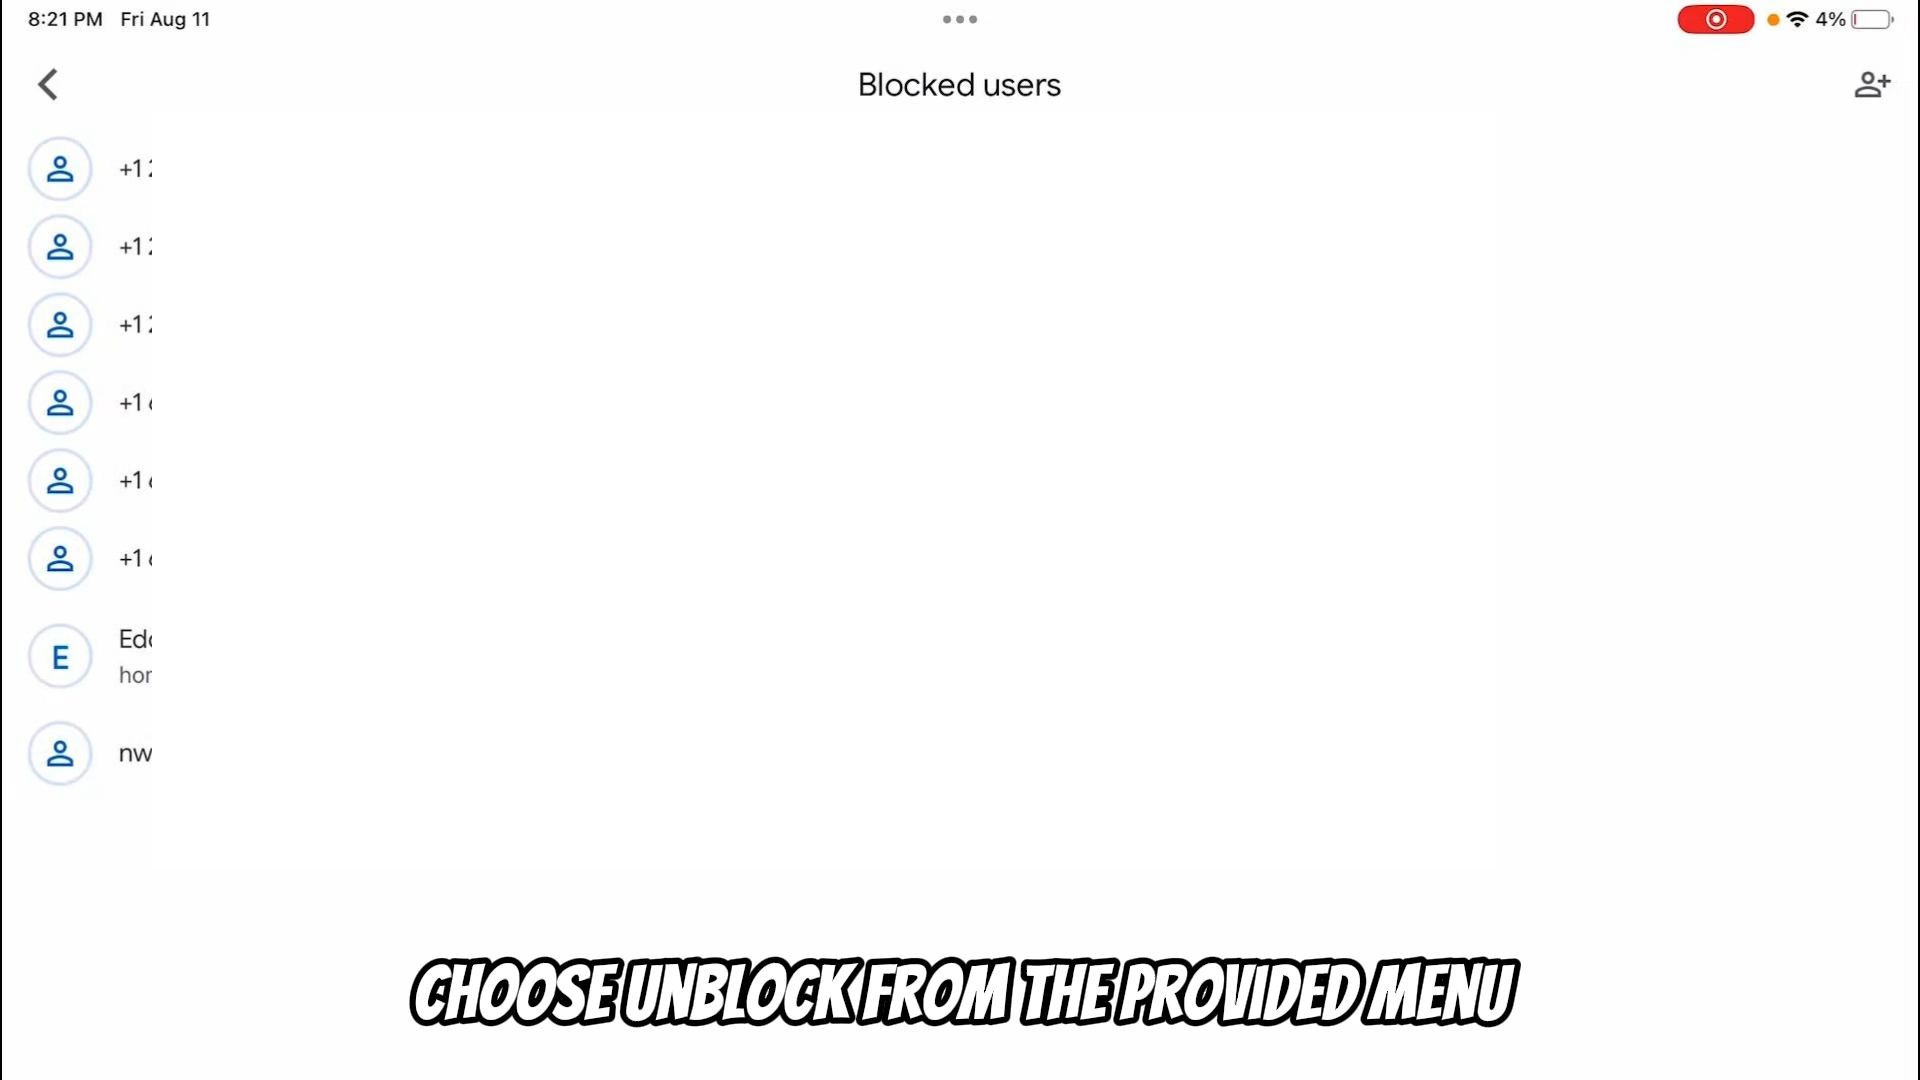 8:21 PM Fri Aug 11
4%
Blocked users
+1
+1
+1
+1
+1
+1
E
nw
CHOOSE UNBLOCK FROM THE PROVIDED MENU